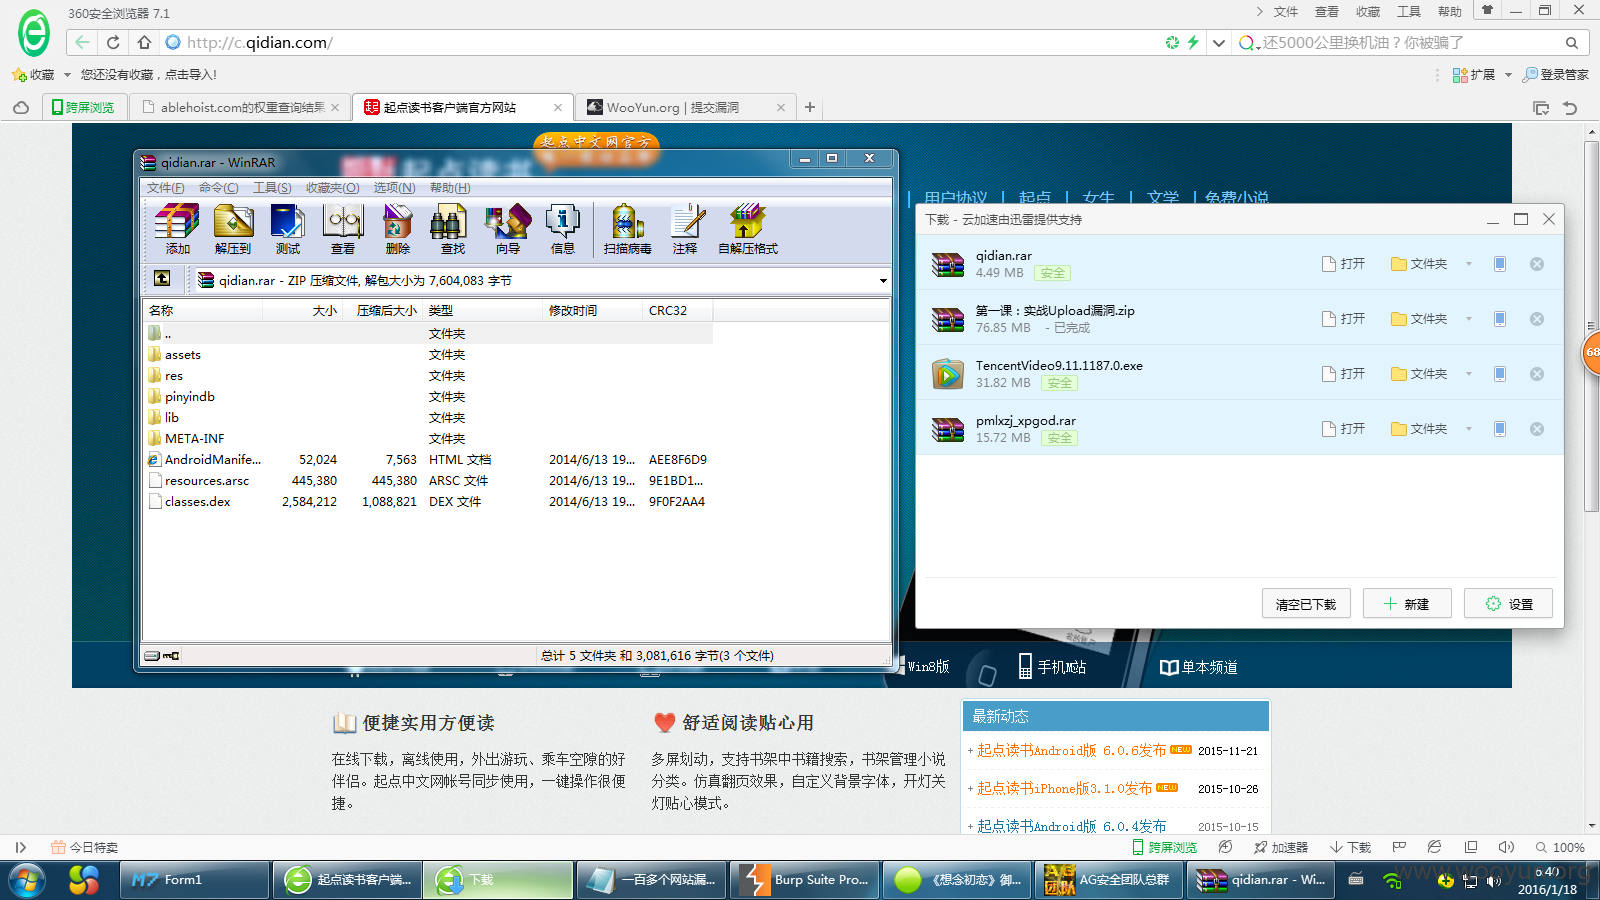 360安全浏览器 7.1
文件 查看 收藏 工具 帮助
http://c.qidian.com/
还5000公里换机油？你被骗了
收藏 您还没有收藏，点击导入!
扩展 登录管家
跨屏浏览
ablehoist.com的权重查询结果
起点读书客户端官方网站
WooYun.org | 提交漏洞
起点中文网官方
用户协议 | 起点 | 女生 | 文学 | 免费小说
qidian.rar - WinRAR
文件(F) 命令(C) 工具(S) 收藏夹(O) 选项(N) 帮助(H)
添加 解压到 测试 查看 删除 查找 向导 信息 扫描病毒 注释 自解压格式
qidian.rar - ZIP 压缩文件, 解包大小为 7,604,083 字节
名称 大小 压缩后大小 类型 修改时间 CRC32
.. 文件夹
assets 文件夹
res 文件夹
pinyindb 文件夹
lib 文件夹
META-INF 文件夹
AndroidManife... 52,024 7,563 HTML 文档 2014/6/13 19... AEE8F6D9
resources.arsc 445,380 445,380 ARSC 文件 2014/6/13 19... 9E1BD1...
classes.dex 2,584,212 1,088,821 DEX 文件 2014/6/13 19... 9F0F2AA4
总计 5 文件夹 和 3,081,616 字节(3 个文件)
下载 - 云加速由迅雷提供支持
qidian.rar
4.49 MB 安全
打开 文件夹
第一课：实战Upload漏洞.zip
76.85 MB - 已完成
打开 文件夹
TencentVideo9.11.1187.0.exe
31.82 MB 安全
打开 文件夹
pmlxzj_xpgod.rar
15.72 MB 安全
打开 文件夹
清空已下载 新建 设置
68
Win8版 手机M站 单本频道
便捷实用方便读
在线下载，离线使用，外出游玩、乘车空隙的好
伴侣。起点中文网帐号同步使用，一键操作很便
捷。
舒适阅读贴心用
多屏划动，支持书架中书籍搜索，书架管理小说
分类。仿真翻页效果，自定义背景字体，开灯关
灯贴心模式。
最新动态
+ 起点读书Android版 6.0.6发布 NEW 2015-11-21
+ 起点读书iPhone版3.1.0发布 NEW 2015-10-26
+ 起点读书Android版 6.0.4发布 2015-10-15
今日特卖
跨屏浏览 加速器 下载 100%
M7 Form1
起点读书客户端...
下载
一百多个网站漏...
Burp Suite Pro...
《想念初恋》御...
AG安全团队总群
qidian.rar - Wi...
6:40
2016/1/18
www.wooyun.org